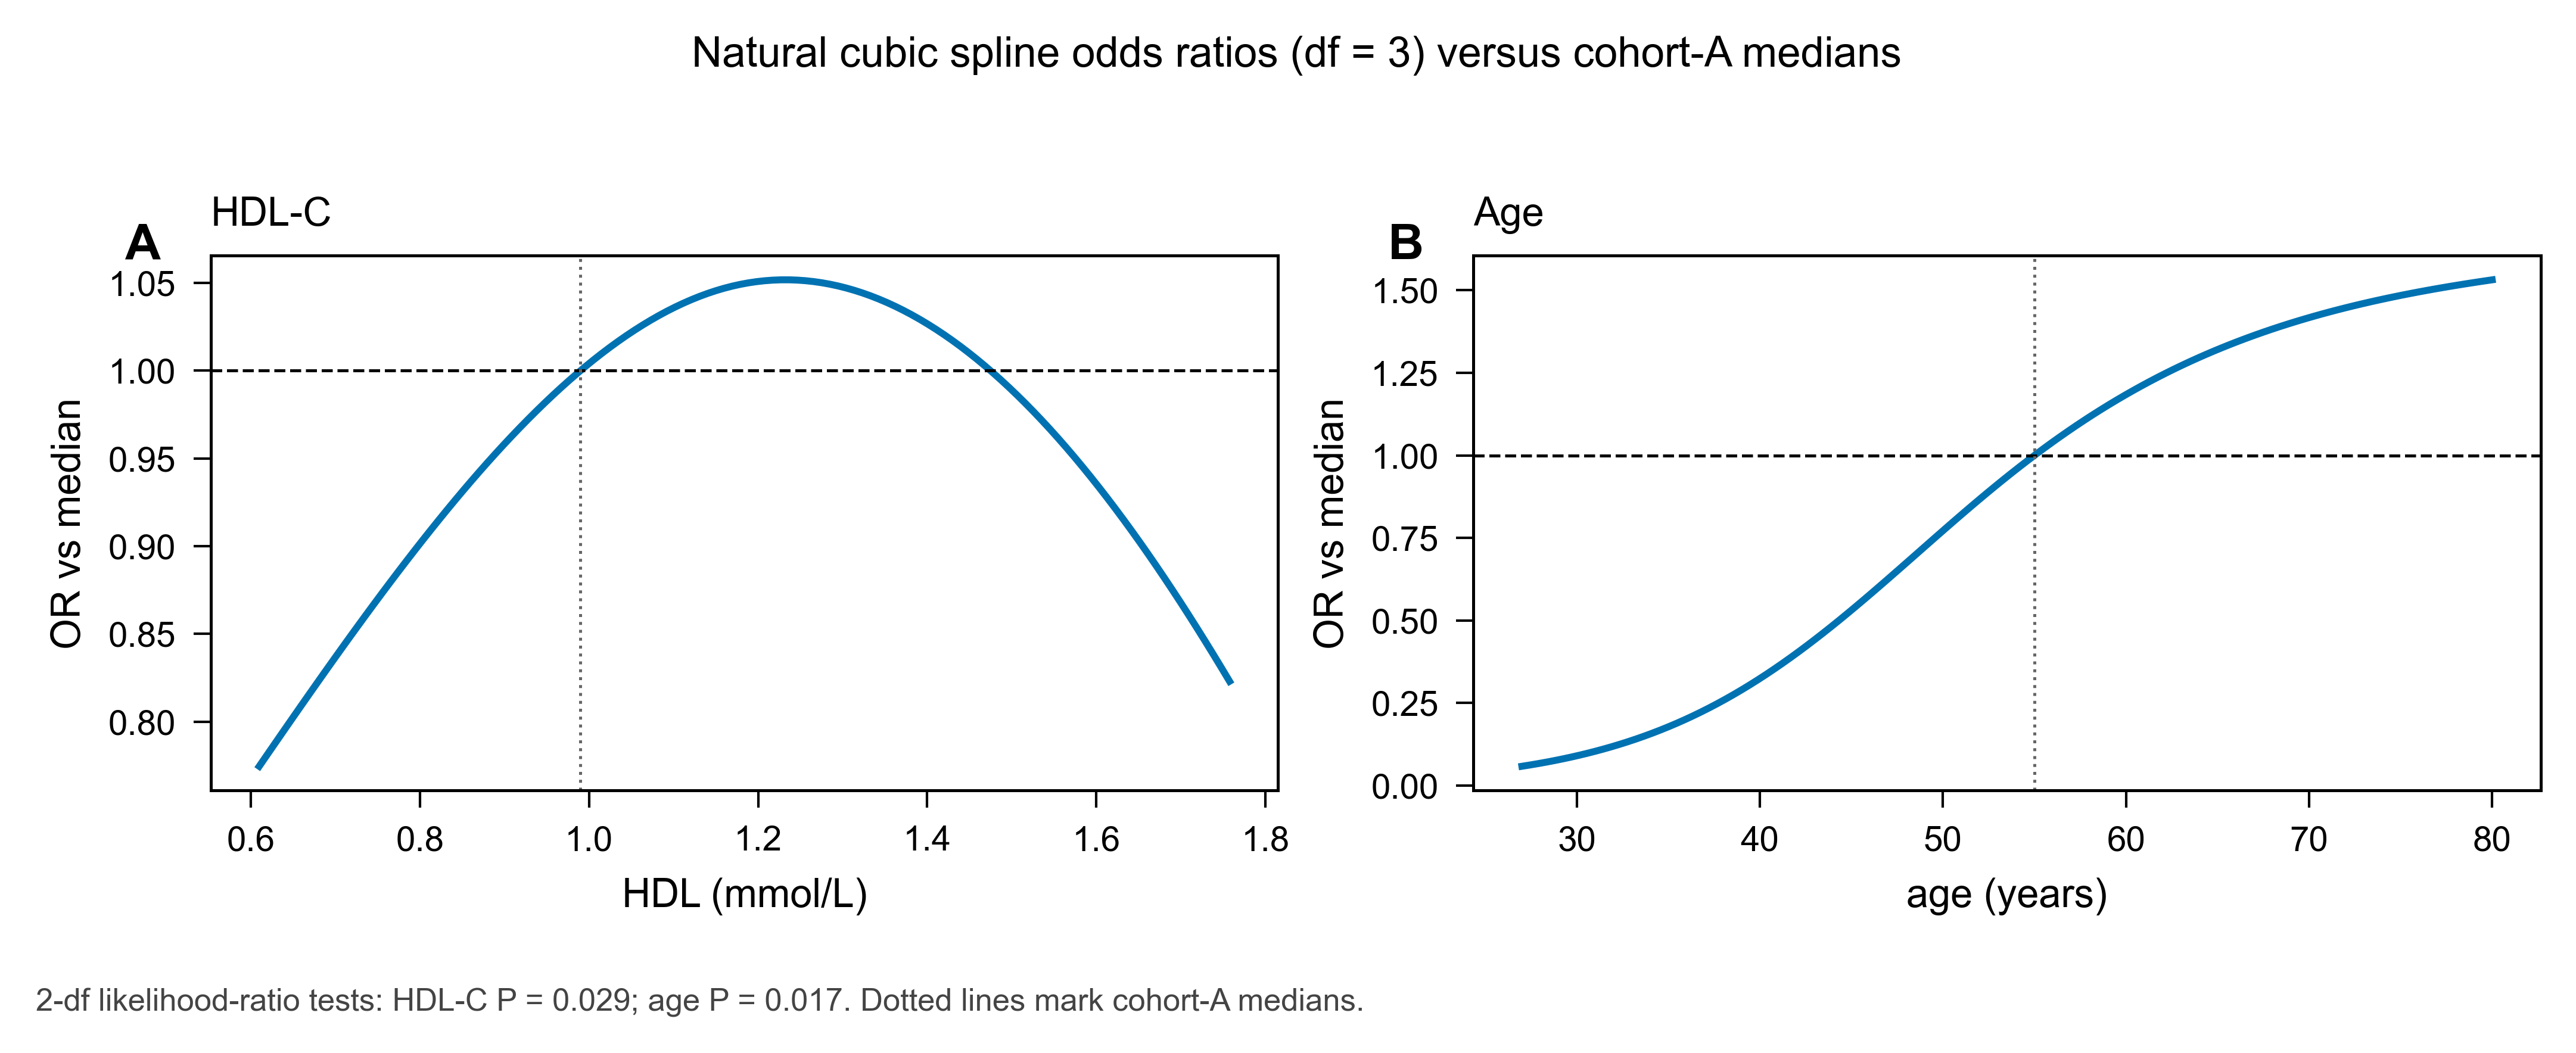 Natural cubic spline odds ratios (df = 3) versus cohort-A medians
A
HDL-C
1.05
1.00
0.95
0.90
0.85
0.80
OR vs median
0.6 0.8 1.0 1.2 1.4 1.6 1.8
HDL (mmol/L)
B
Age
1.50
1.25
1.00
0.75
0.50
0.25
0.00
OR vs median
30 40 50 60 70 80
age (years)
2-df likelihood-ratio tests: HDL-C P = 0.029; age P = 0.017. Dotted lines mark cohort-A medians.